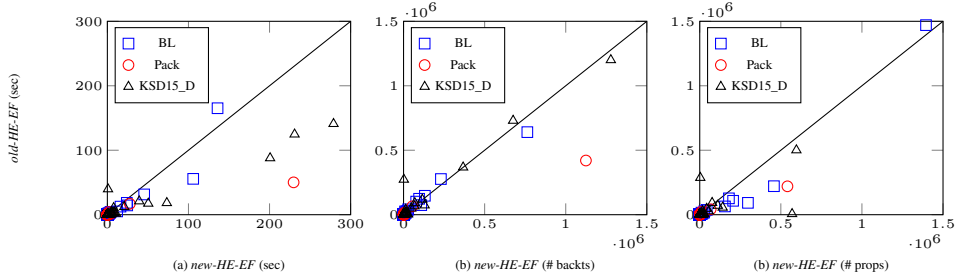 old-HE-EF (sec)
300
200
100
0
0
100
200
300
BL
Pack
KSD15_D
(a) new-HE-EF (sec)
·10^6
1.5
1
0.5
0
0
0.5
1
1.5
·10^6
BL
Pack
KSD15_D
(b) new-HE-EF (# backts)
·10^6
1.5
1
0.5
0
0
0.5
1
1.5
·10^6
BL
Pack
KSD15_D
(b) new-HE-EF (# props)